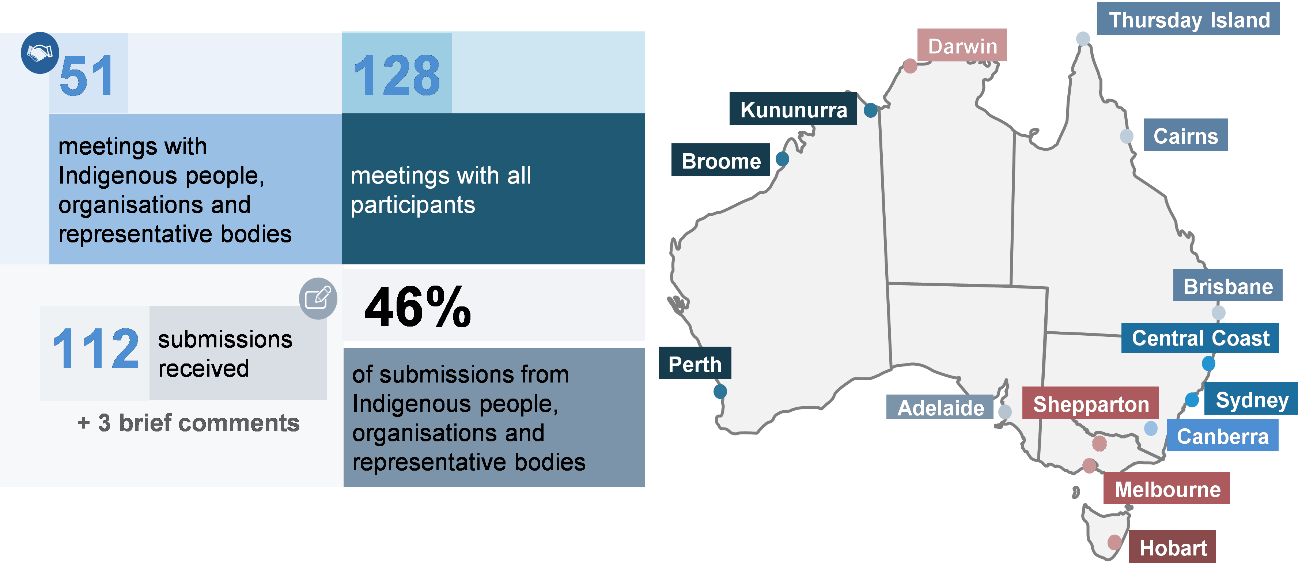 51
meetings with
Indigenous people,
organisations and
representative bodies
128
meetings with all
participants
112
submissions
received
+ 3 brief comments
46%
of submissions from
Indigenous people,
organisations and
representative bodies
Thursday Island
Darwin
Kununurra
Cairns
Broome
Brisbane
Central Coast
Perth
Adelaide
Shepparton
Sydney
Canberra
Melbourne
Hobart